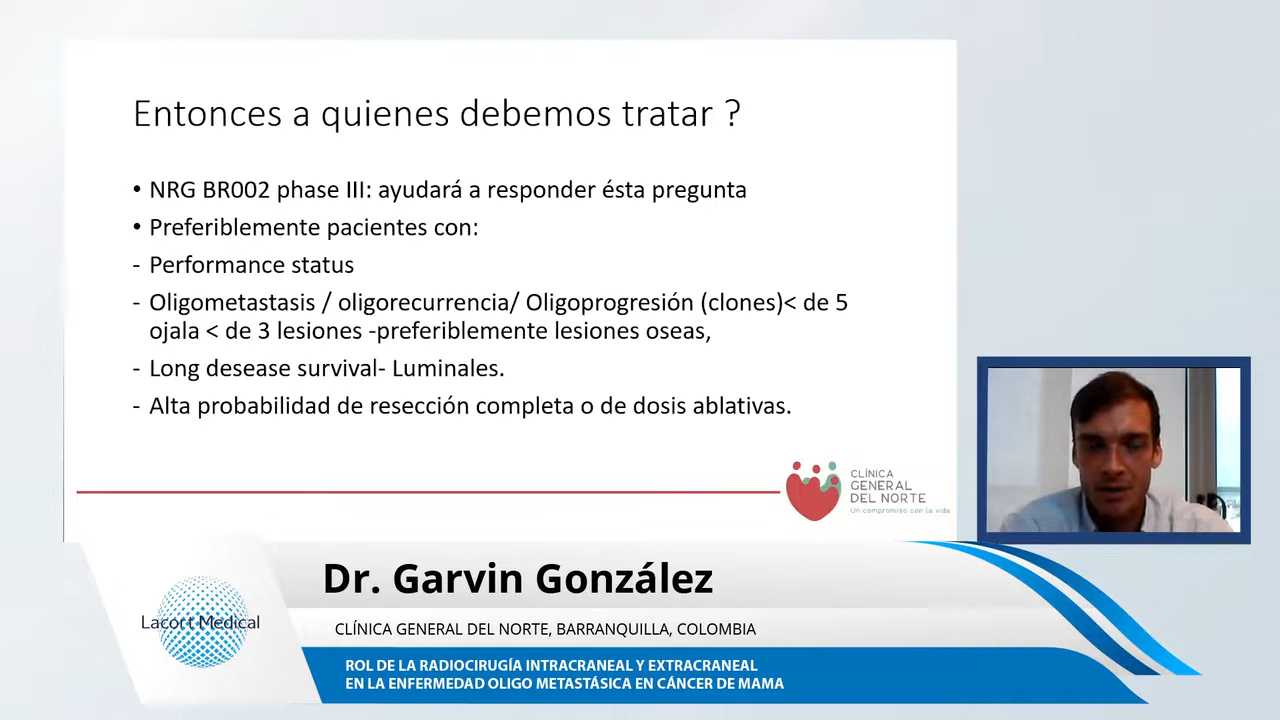 Entonces a quienes debemos tratar ?
• NRG BR002 phase III: ayudará a responder ésta pregunta
• Preferiblemente pacientes con:
- Performance status
- Oligometastasis / oligorecurrencia/ Oligoprogresión (clones)< de 5
ojala < de 3 lesiones -preferiblemente lesiones oseas,
- Long desease survival- Luminales.
- Alta probabilidad de resección completa o de dosis ablativas.
CLÍNICA
GENERAL
DEL NORTE
Un compromiso con la vida
Dr. Garvin González
Lacort Medical
CLÍNICA GENERAL DEL NORTE, BARRANQUILLA, COLOMBIA
ROL DE LA RADIOCIRUGÍA INTRACRANEAL Y EXTRACRANEAL
EN LA ENFERMEDAD OLIGO METASTÁSICA EN CÁNCER DE MAMA